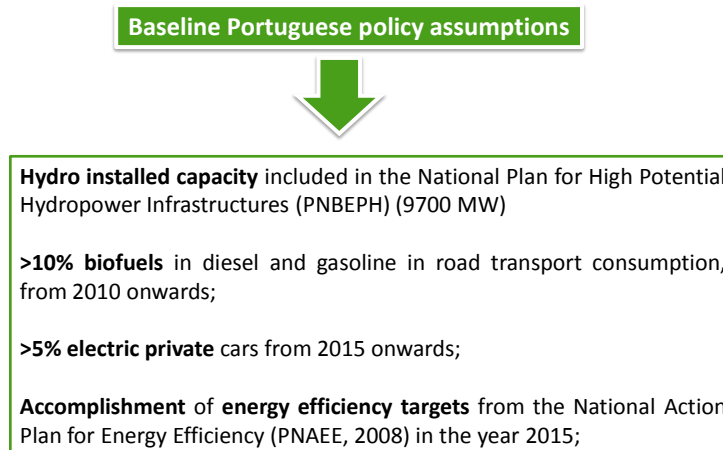 Baseline Portuguese policy assumptions
Hydro installed capacity included in the National Plan for High Potential
Hydropower Infrastructures (PNBEPH) (9700 MW)
>10% biofuels in diesel and gasoline in road transport consumption,
from 2010 onwards;
>5% electric private cars from 2015 onwards;
Accomplishment of energy efficiency targets from the National Action
Plan for Energy Efficiency (PNAEE, 2008) in the year 2015;